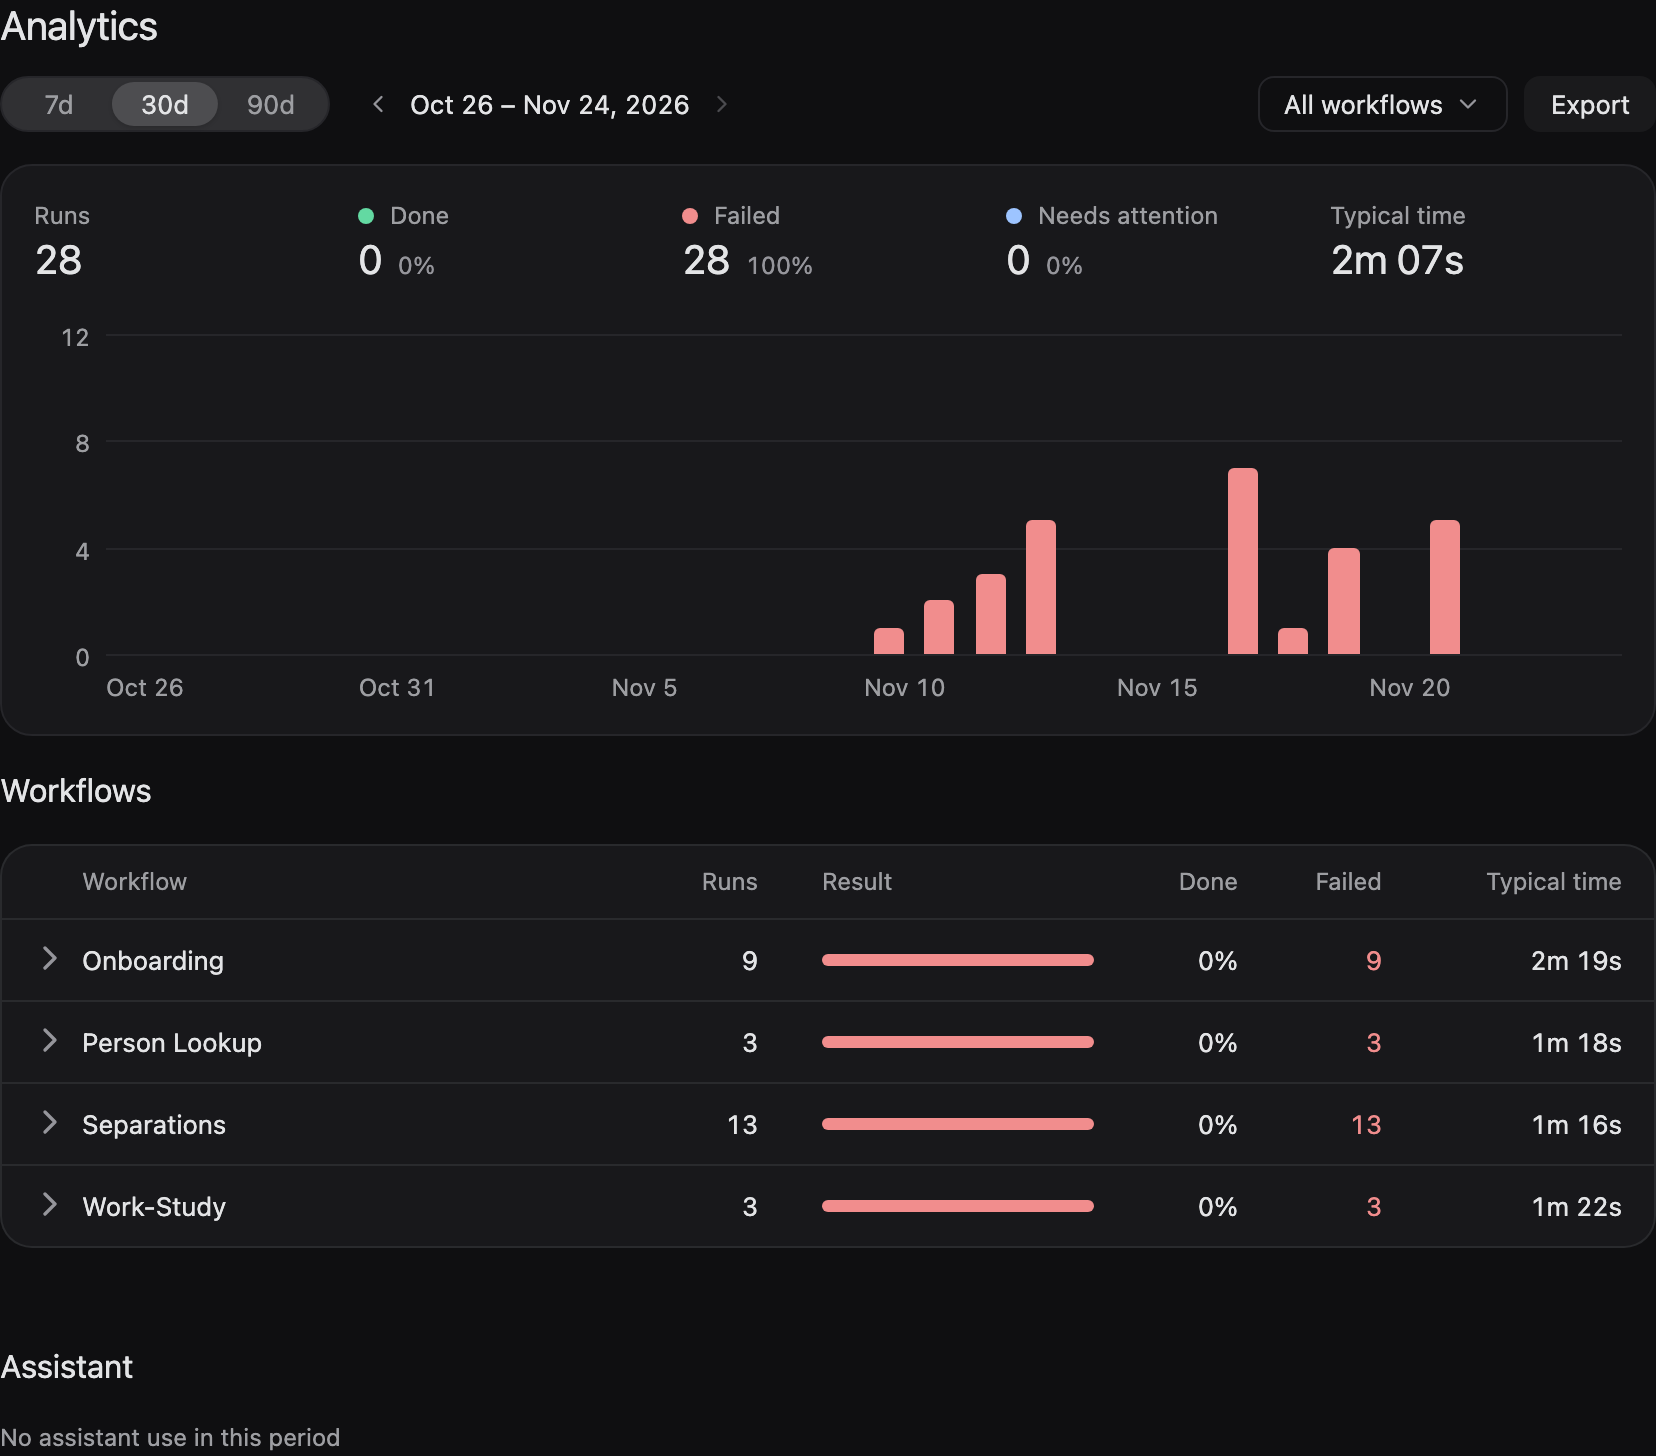 Analytics
7d 30d 90d Oct 26 – Nov 24, 2026 All workflows Export
Runs Done Failed Needs attention Typical time
28 0 0% 28 100% 0 0% 2m 07s
12
8
4
0
Oct 26 Oct 31 Nov 5 Nov 10 Nov 15 Nov 20
Workflows
Workflow Runs Result Done Failed Typical time
Onboarding 9 0% 9 2m 19s
Person Lookup 3 0% 3 1m 18s
Separations 13 0% 13 1m 16s
Work-Study 3 0% 3 1m 22s
Assistant
No assistant use in this period